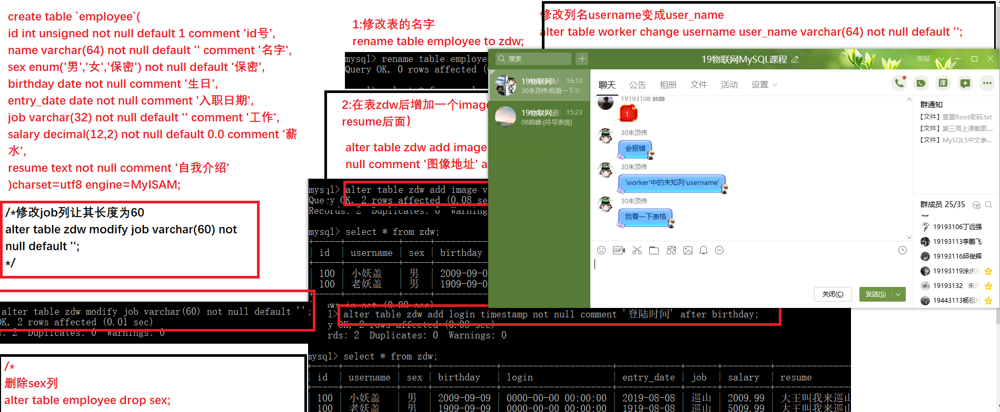 create table `employee`(
id int unsigned not null default 1 comment 'id号',
name varchar(64) not null default '' comment '名字',
sex enum('男','女','保密') not null default '保密',
birthday date not null comment '生日',
entry_date date not null comment '入职日期',
job varchar(32) not null default '' comment '工作',
salary decimal(12,2) not null default 0.0 comment '薪
水',
resume text not null comment '自我介绍'
)charset=utf8 engine=MyISAM;
/*修改job列让其长度为60
alter table zdw modify job varchar(60) not
null default '';
*/
alter table zdw modify job varchar(60) not null default '';
OK, 2 rows affected (0.01 sec)
s: 2  Duplicates: 0  Warnings: 0
/*
删除sex列
alter table employee drop sex;
1:修改表的名字
rename table employee to zdw;
mysql> rename table employe
Query OK, 0 rows affected (
2:在表zdw后增加一个image
resume后面）
alter table zdw add image
null comment '图像地址' a
mysql> alter table zdw add image v
Query OK, 2 rows affected (0.08 se
Records: 2  Duplicates: 0  Warning
mysql> select * from zdw;
| id | username | sex | birthday
| 100 | 小妖盖 | 男 | 2009-09-0
| 100 | 老妖盖 | 男 | 1909-09-0
ows in set (0.00 sec)
l> alter table zdw add login timestamp not null comment '登陆时间' after birthday;
y OK, 2 rows affected (0.08 sec)
rds: 2  Duplicates: 0  Warnings: 0
mysql> select * from zdw;
| id | username | sex | birthday | login | entry_date | job | salary | resume
| 100 | 小妖盖 | 男 | 2009-09-09 | 0000-00-00 00:00:00 | 2019-08-08 | 巡山 | 2009.99 | 大王叫我来巡山
| 100 | 老妖盖 | 男 | 1909-09-09 | 0000-00-00 00:00:00 | 1919-08-08 | 巡山 | 5009.99 | 大王叫我来巡山
修改列名username变成user_name
alter table worker change username user_name varchar(64) not null default '';
搜索
19物联网MySQL课程
举报
19物联网M
16:13
30朱顶伟:我看一下表
19物联网通
15:23
08韩峰:[符号表情]
聊天 公告 相册 文件 活动 设置
课
19193108 韩峰
1
30朱顶伟
会报错
30朱顶伟
'worker'中的未知列'username'
30朱顶伟
我看一下表格
GIF
关闭(C)
发送(S)
群通知
【文件】重置Root密码.txt
【文件】第三周上课截图....
【文件】MySQL5中文参...
群成员 25/35
19193106丁远强
19193113李鹏飞
19193116邱俊辉
19193119涂庆
19193132
19443113杨祖